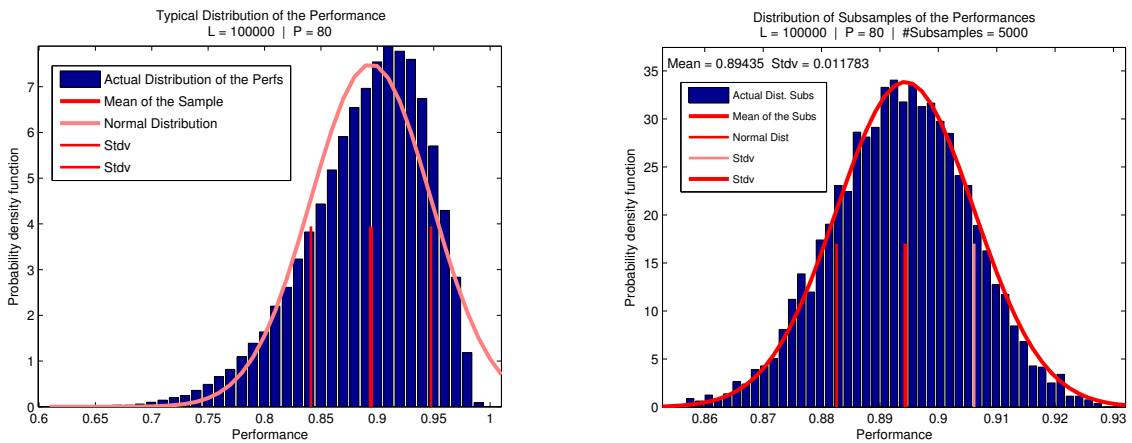 Typical Distribution of the Performance
L = 100000 | P = 80
Actual Distribution of the Perfs
Mean of the Sample
Normal Distribution
Stdv
Stdv
Probability density function
7
6
5
4
3
2
1
0
0.6
0.65
0.7
0.75
0.8
0.85
0.9
0.95
1
Performance
Distribution of Subsamples of the Performances
L = 100000 | P = 80 | #Subsamples = 5000
Mean = 0.89435 Stdv = 0.011783
Actual Dist. Subs
Mean of the Subs
Normal Dist
Stdv
Stdv
Probability density function
35
30
25
20
15
10
5
0
0.86
0.87
0.88
0.89
0.9
0.91
0.92
0.93
Performance